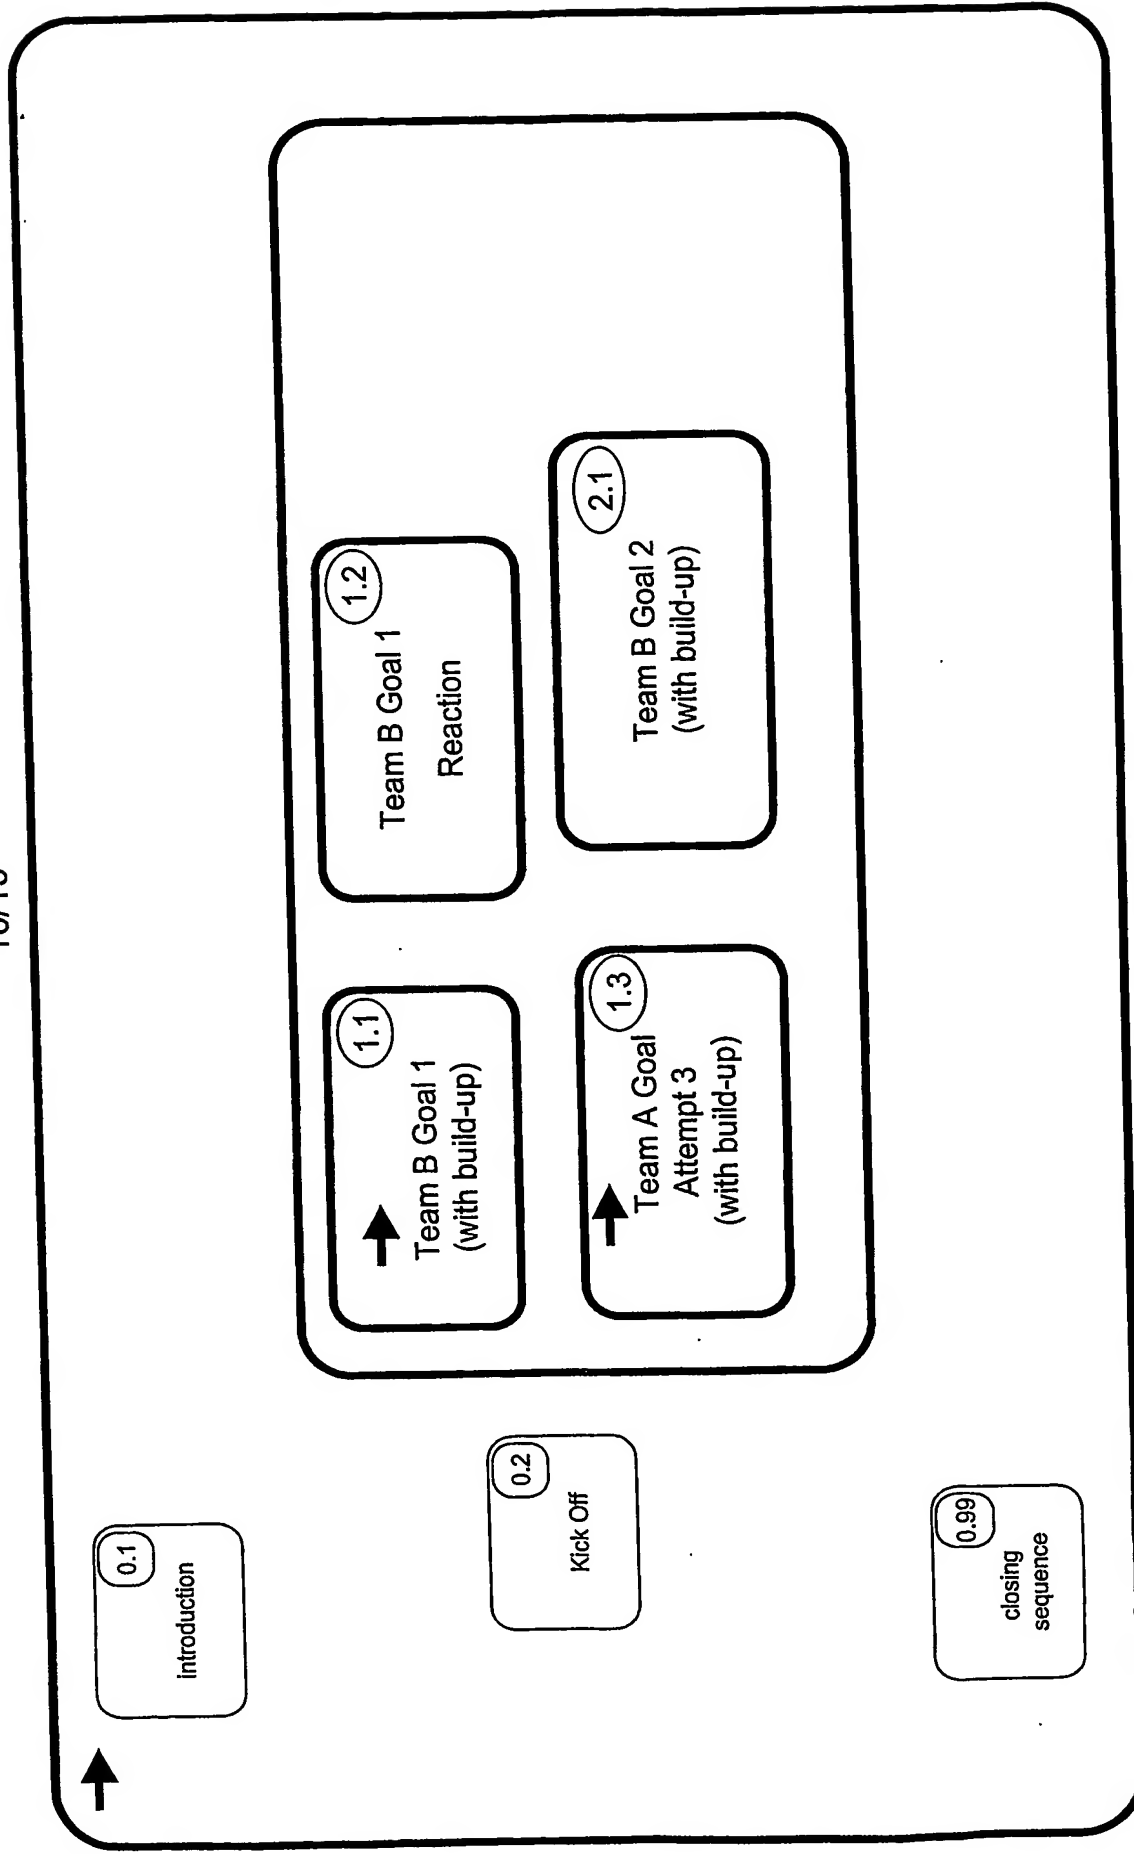 0.1
introduction
0.2
Kick Off
0.99
closing
sequence
1.1
Team B Goal 1
(with build-up)
1.2
Team B Goal 1
Reaction
1.3
Team A Goal
Attempt 3
(with build-up)
2.1
Team B Goal 2
(with build-up)